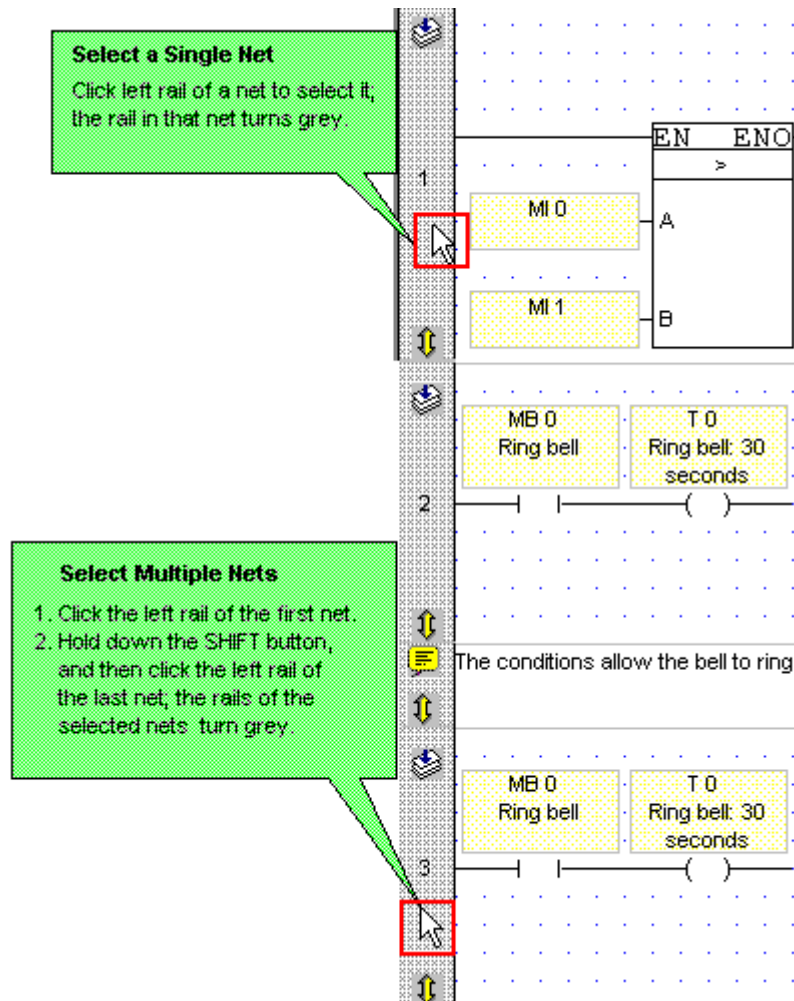 Select a Single Net
Click left rail of a net to select it;
the rail in that net turns grey.
EN ENO
>
1
MI 0
A
MI 1
B
MB 0
Ring bell
T 0
Ring bell: 30
seconds
2
Select Multiple Nets
1. Click the left rail of the first net.
2. Hold down the SHIFT button,
and then click the left rail of
the last net; the rails of the
selected nets turn grey.
The conditions allow the bell to ring
MB 0
Ring bell
T 0
Ring bell: 30
seconds
3